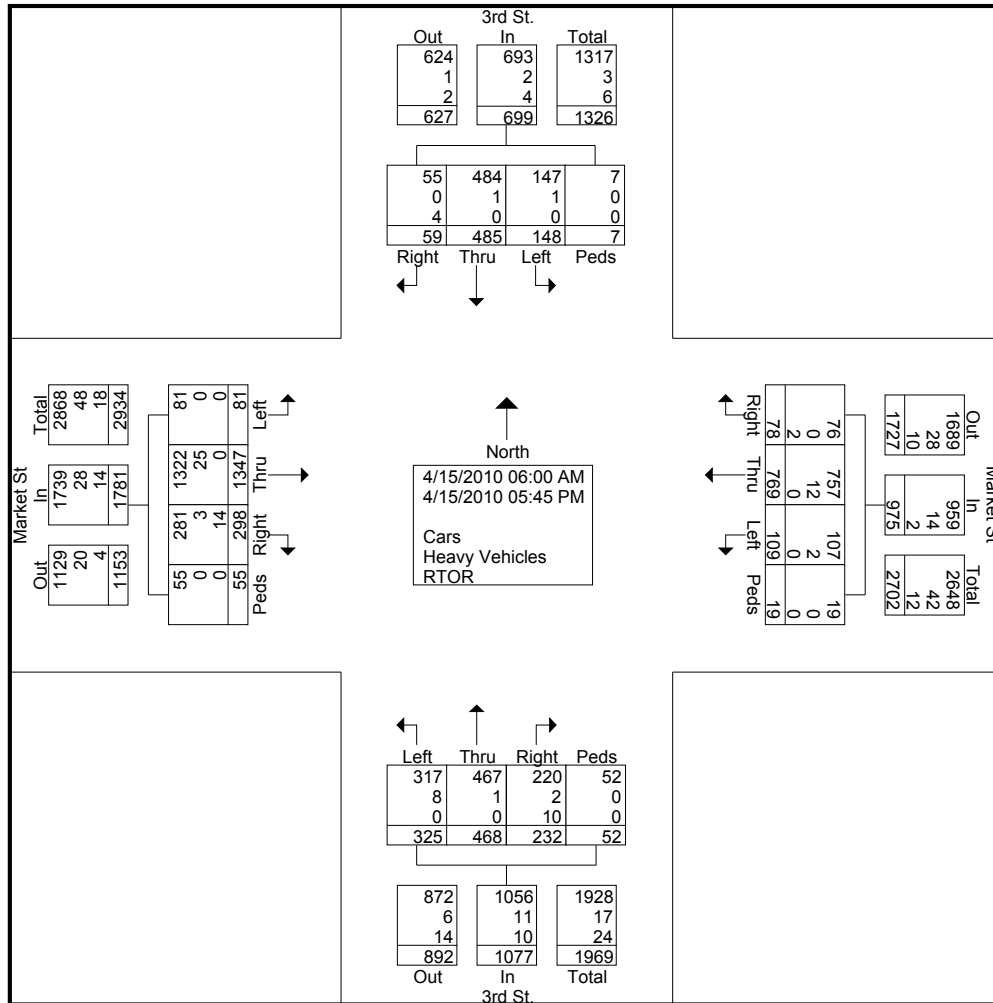 3rd St.
Out In Total
624 693 1317
1 2 3
2 4 6
627 699 1326
55 484 147 7
0 1 1 0
4 0 0 0
59 485 148 7
Right Thru Left Peds
Market St
Total In Out
2868 1739 1129
48 28 20
18 14 4
2934 1781 1153
81 1322 281 55
0 25 3 0
0 0 14 0
81 1347 298 55
Left Thru Right Peds
North
4/15/2010 06:00 AM
4/15/2010 05:45 PM
Cars
Heavy Vehicles
RTOR
Right Thru Left Peds
76 757 107 19
0 12 2 0
2 0 0 0
78 769 109 19
Market St
Out In Total
1689 959 2648
28 14 42
10 2 12
1727 975 2702
Left Thru Right Peds
317 467 220 52
8 1 2 0
0 0 10 0
325 468 232 52
872 1056 1928
6 11 17
14 10 24
892 1077 1969
Out In Total
3rd St.